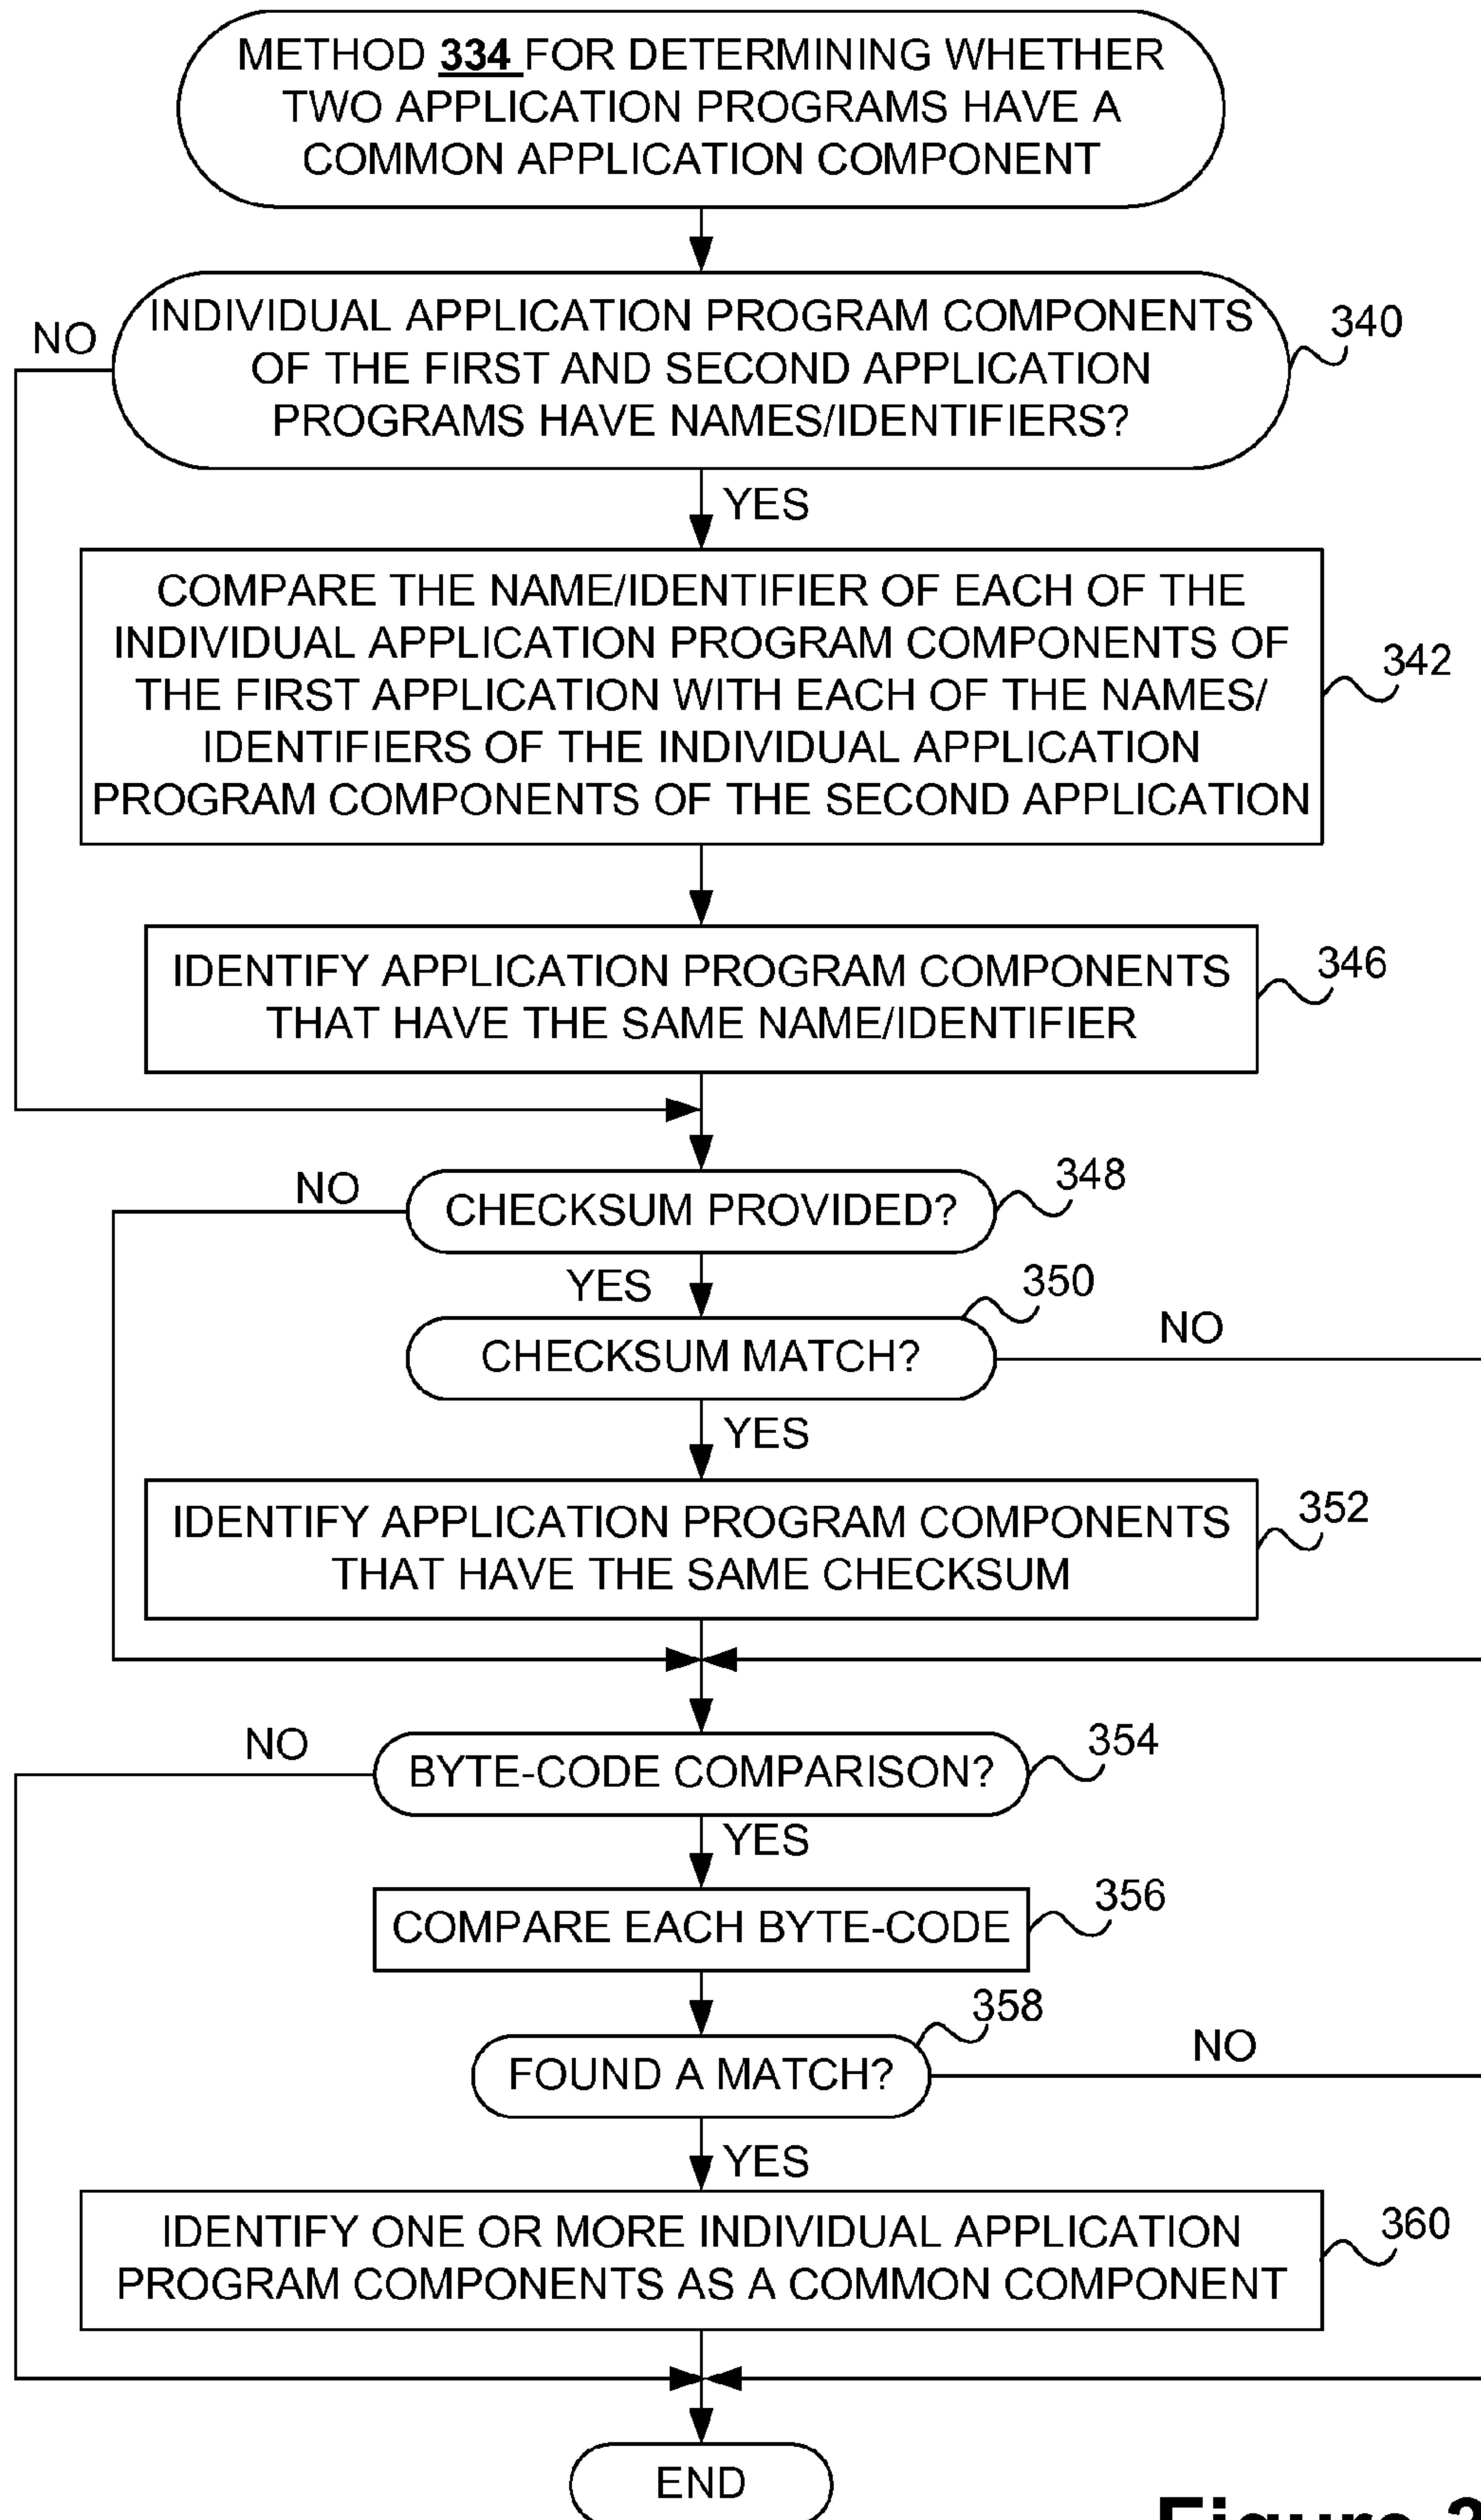 METHOD 334 FOR DETERMINING WHETHER
TWO APPLICATION PROGRAMS HAVE A
COMMON APPLICATION COMPONENT
INDIVIDUAL APPLICATION PROGRAM COMPONENTS
OF THE FIRST AND SECOND APPLICATION
PROGRAMS HAVE NAMES/IDENTIFIERS?
340
NO
YES
COMPARE THE NAME/IDENTIFIER OF EACH OF THE
INDIVIDUAL APPLICATION PROGRAM COMPONENTS OF
THE FIRST APPLICATION WITH EACH OF THE NAMES/
IDENTIFIERS OF THE INDIVIDUAL APPLICATION
PROGRAM COMPONENTS OF THE SECOND APPLICATION
342
IDENTIFY APPLICATION PROGRAM COMPONENTS
THAT HAVE THE SAME NAME/IDENTIFIER
346
NO
CHECKSUM PROVIDED?
348
YES
350
CHECKSUM MATCH?
NO
YES
IDENTIFY APPLICATION PROGRAM COMPONENTS
THAT HAVE THE SAME CHECKSUM
352
NO
BYTE-CODE COMPARISON?
354
YES
COMPARE EACH BYTE-CODE
356
358
FOUND A MATCH?
NO
YES
IDENTIFY ONE OR MORE INDIVIDUAL APPLICATION
PROGRAM COMPONENTS AS A COMMON COMPONENT
360
END